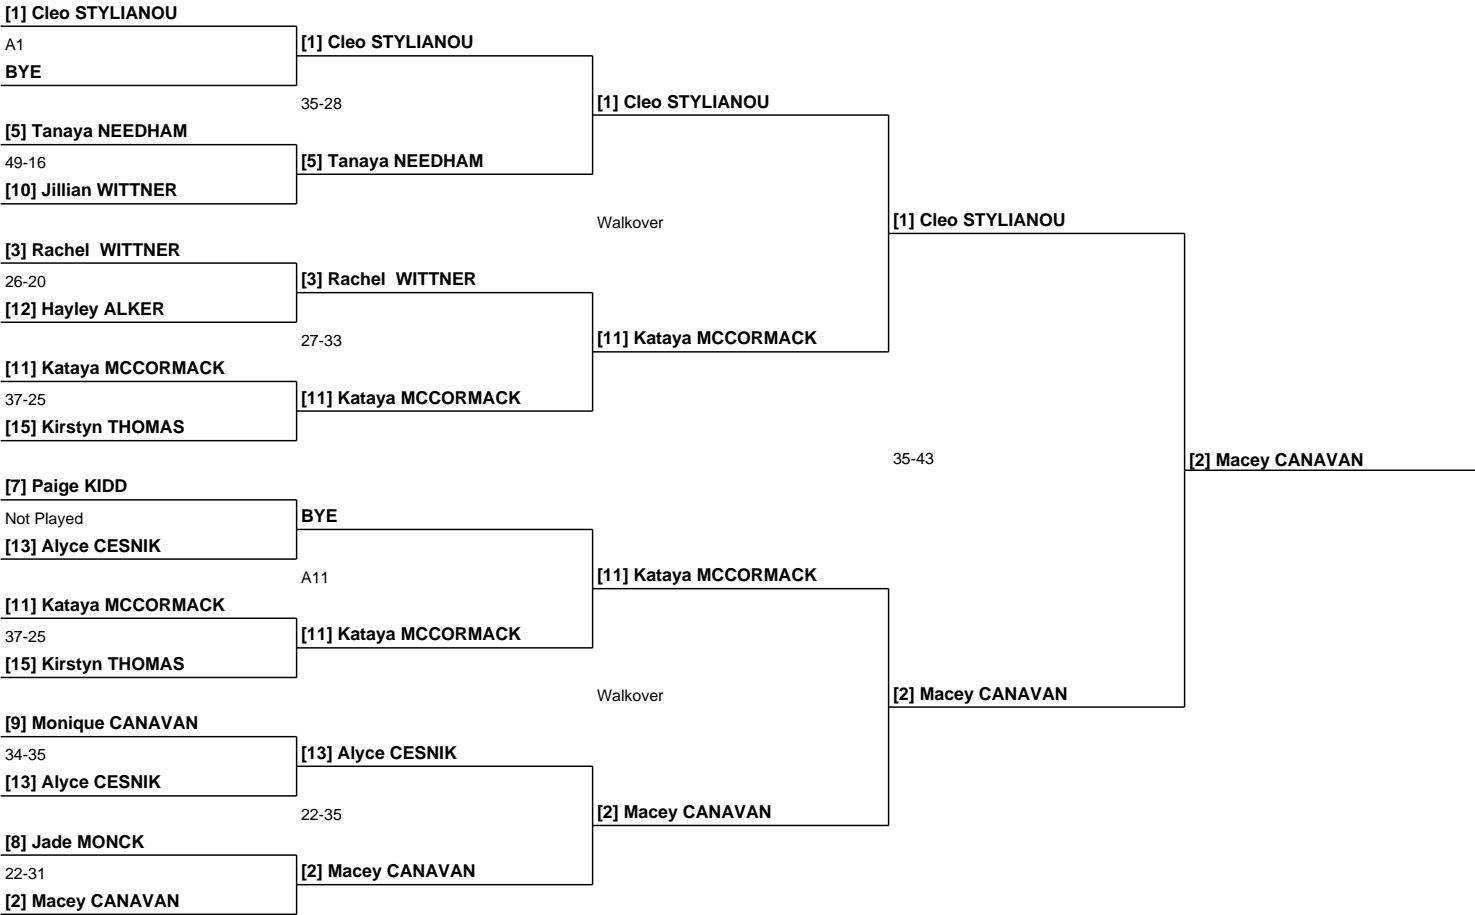 [1] Cleo STYLIANOU
A1
BYE
[5] Tanaya NEEDHAM
49-16
[10] Jillian WITTNER
[3] Rachel  WITTNER
26-20
[12] Hayley ALKER
[11] Kataya MCCORMACK
37-25
[15] Kirstyn THOMAS
[7] Paige KIDD
Not Played
[13] Alyce CESNIK
[11] Kataya MCCORMACK
37-25
[15] Kirstyn THOMAS
[9] Monique CANAVAN
34-35
[13] Alyce CESNIK
[8] Jade MONCK
22-31
[2] Macey CANAVAN
[1] Cleo STYLIANOU
35-28
[5] Tanaya NEEDHAM
[3] Rachel  WITTNER
27-33
[11] Kataya MCCORMACK
BYE
A11
[11] Kataya MCCORMACK
[13] Alyce CESNIK
22-35
[2] Macey CANAVAN
[1] Cleo STYLIANOU
Walkover
[11] Kataya MCCORMACK
[11] Kataya MCCORMACK
Walkover
[2] Macey CANAVAN
[1] Cleo STYLIANOU
35-43
[2] Macey CANAVAN
[2] Macey CANAVAN